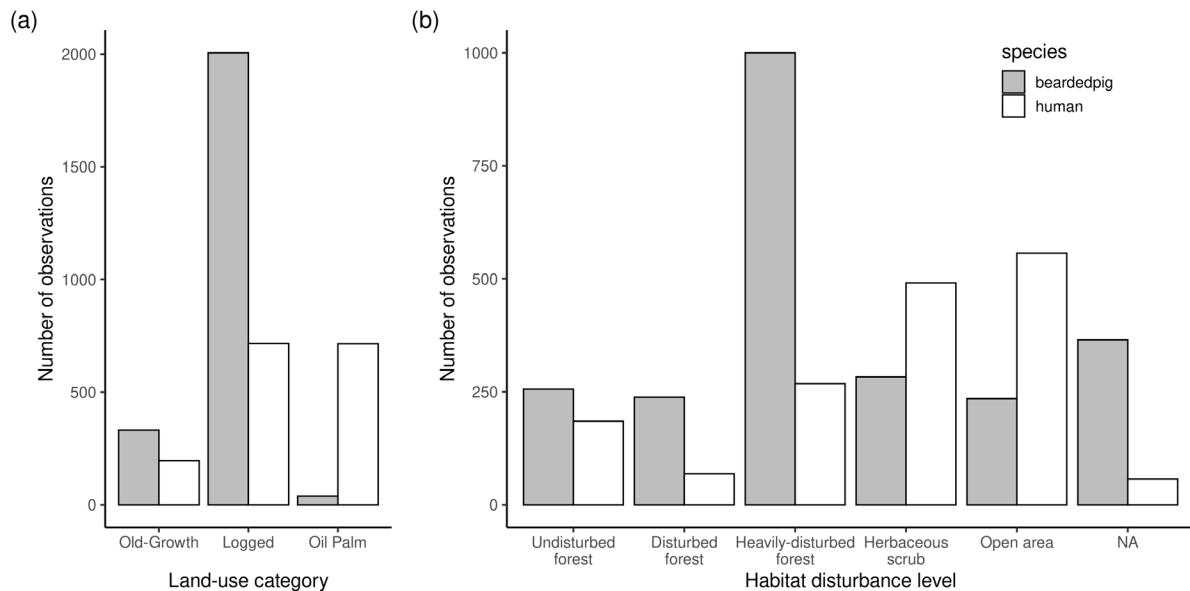 (a)
Number of observations
2000
1500
1000
500
0
Old-Growth
Logged
Oil Palm
Land-use category
(b)
Number of observations
1000
750
500
250
0
species
beardedpig
human
Undisturbed
forest
Disturbed
forest
Heavily-disturbed
forest
Herbaceous
scrub
Open area
NA
Habitat disturbance level